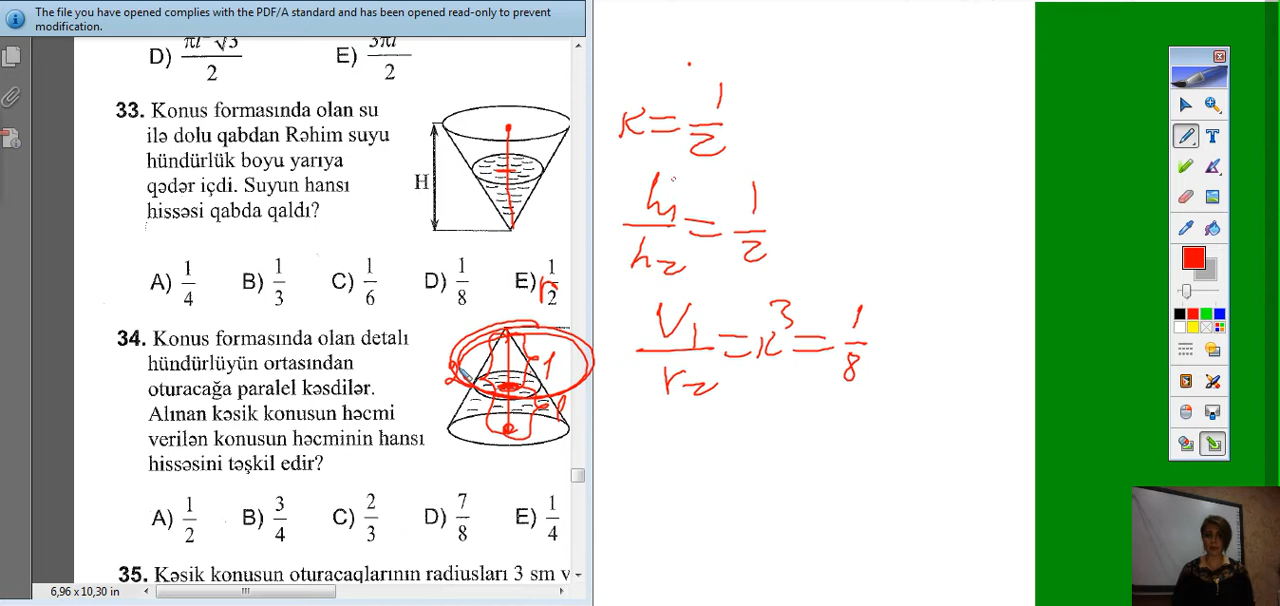 The file you have opened complies with the PDF/A standard and has been opened read-only to prevent
modification.
D) πl²√3 / 2 E) 3πl / 2
33. Konus formasında olan su
ilə dolu qabdan Rəhim suyu
hündürlük boyu yarıya
qədər içdi. Suyun hansı
hissəsi qabda qaldı?
H
A) 1/4 B) 1/3 C) 1/6 D) 1/8 E) 1/2
34. Konus formasında olan detalı
hündürlüyün ortasından
oturacağa paralel kəsdilər.
Alınan kəsik konusun həcmi
verilən konusun həcminin hansı
hissəsini təşkil edir?
A) 1/2 B) 3/4 C) 2/3 D) 7/8 E) 1/4
35. Kəsik konusun oturacaqlarının radiusları 3 sm v
6,96 x 10,30 in
K = 1/2
h1/h2 = 1/2
V1/V2 = K³ = 1/8